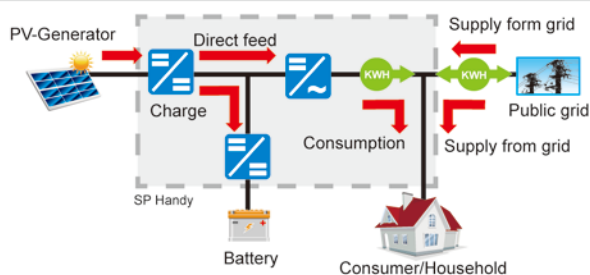 PV-Generator
Direct feed
Supply form grid
KWH
KWH
Charge
Public grid
Consumption
Supply from grid
SP Handy
Battery
Consumer/Household